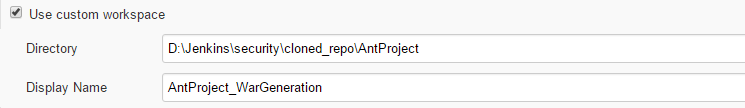 Use custom workspace
Directory D:\Jenkins\security\cloned_repo\AntProject
Display Name AntProject_WarGeneration